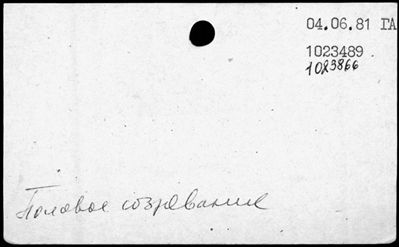 04.06.81 ГА
1023489
1023866
Половое созревание